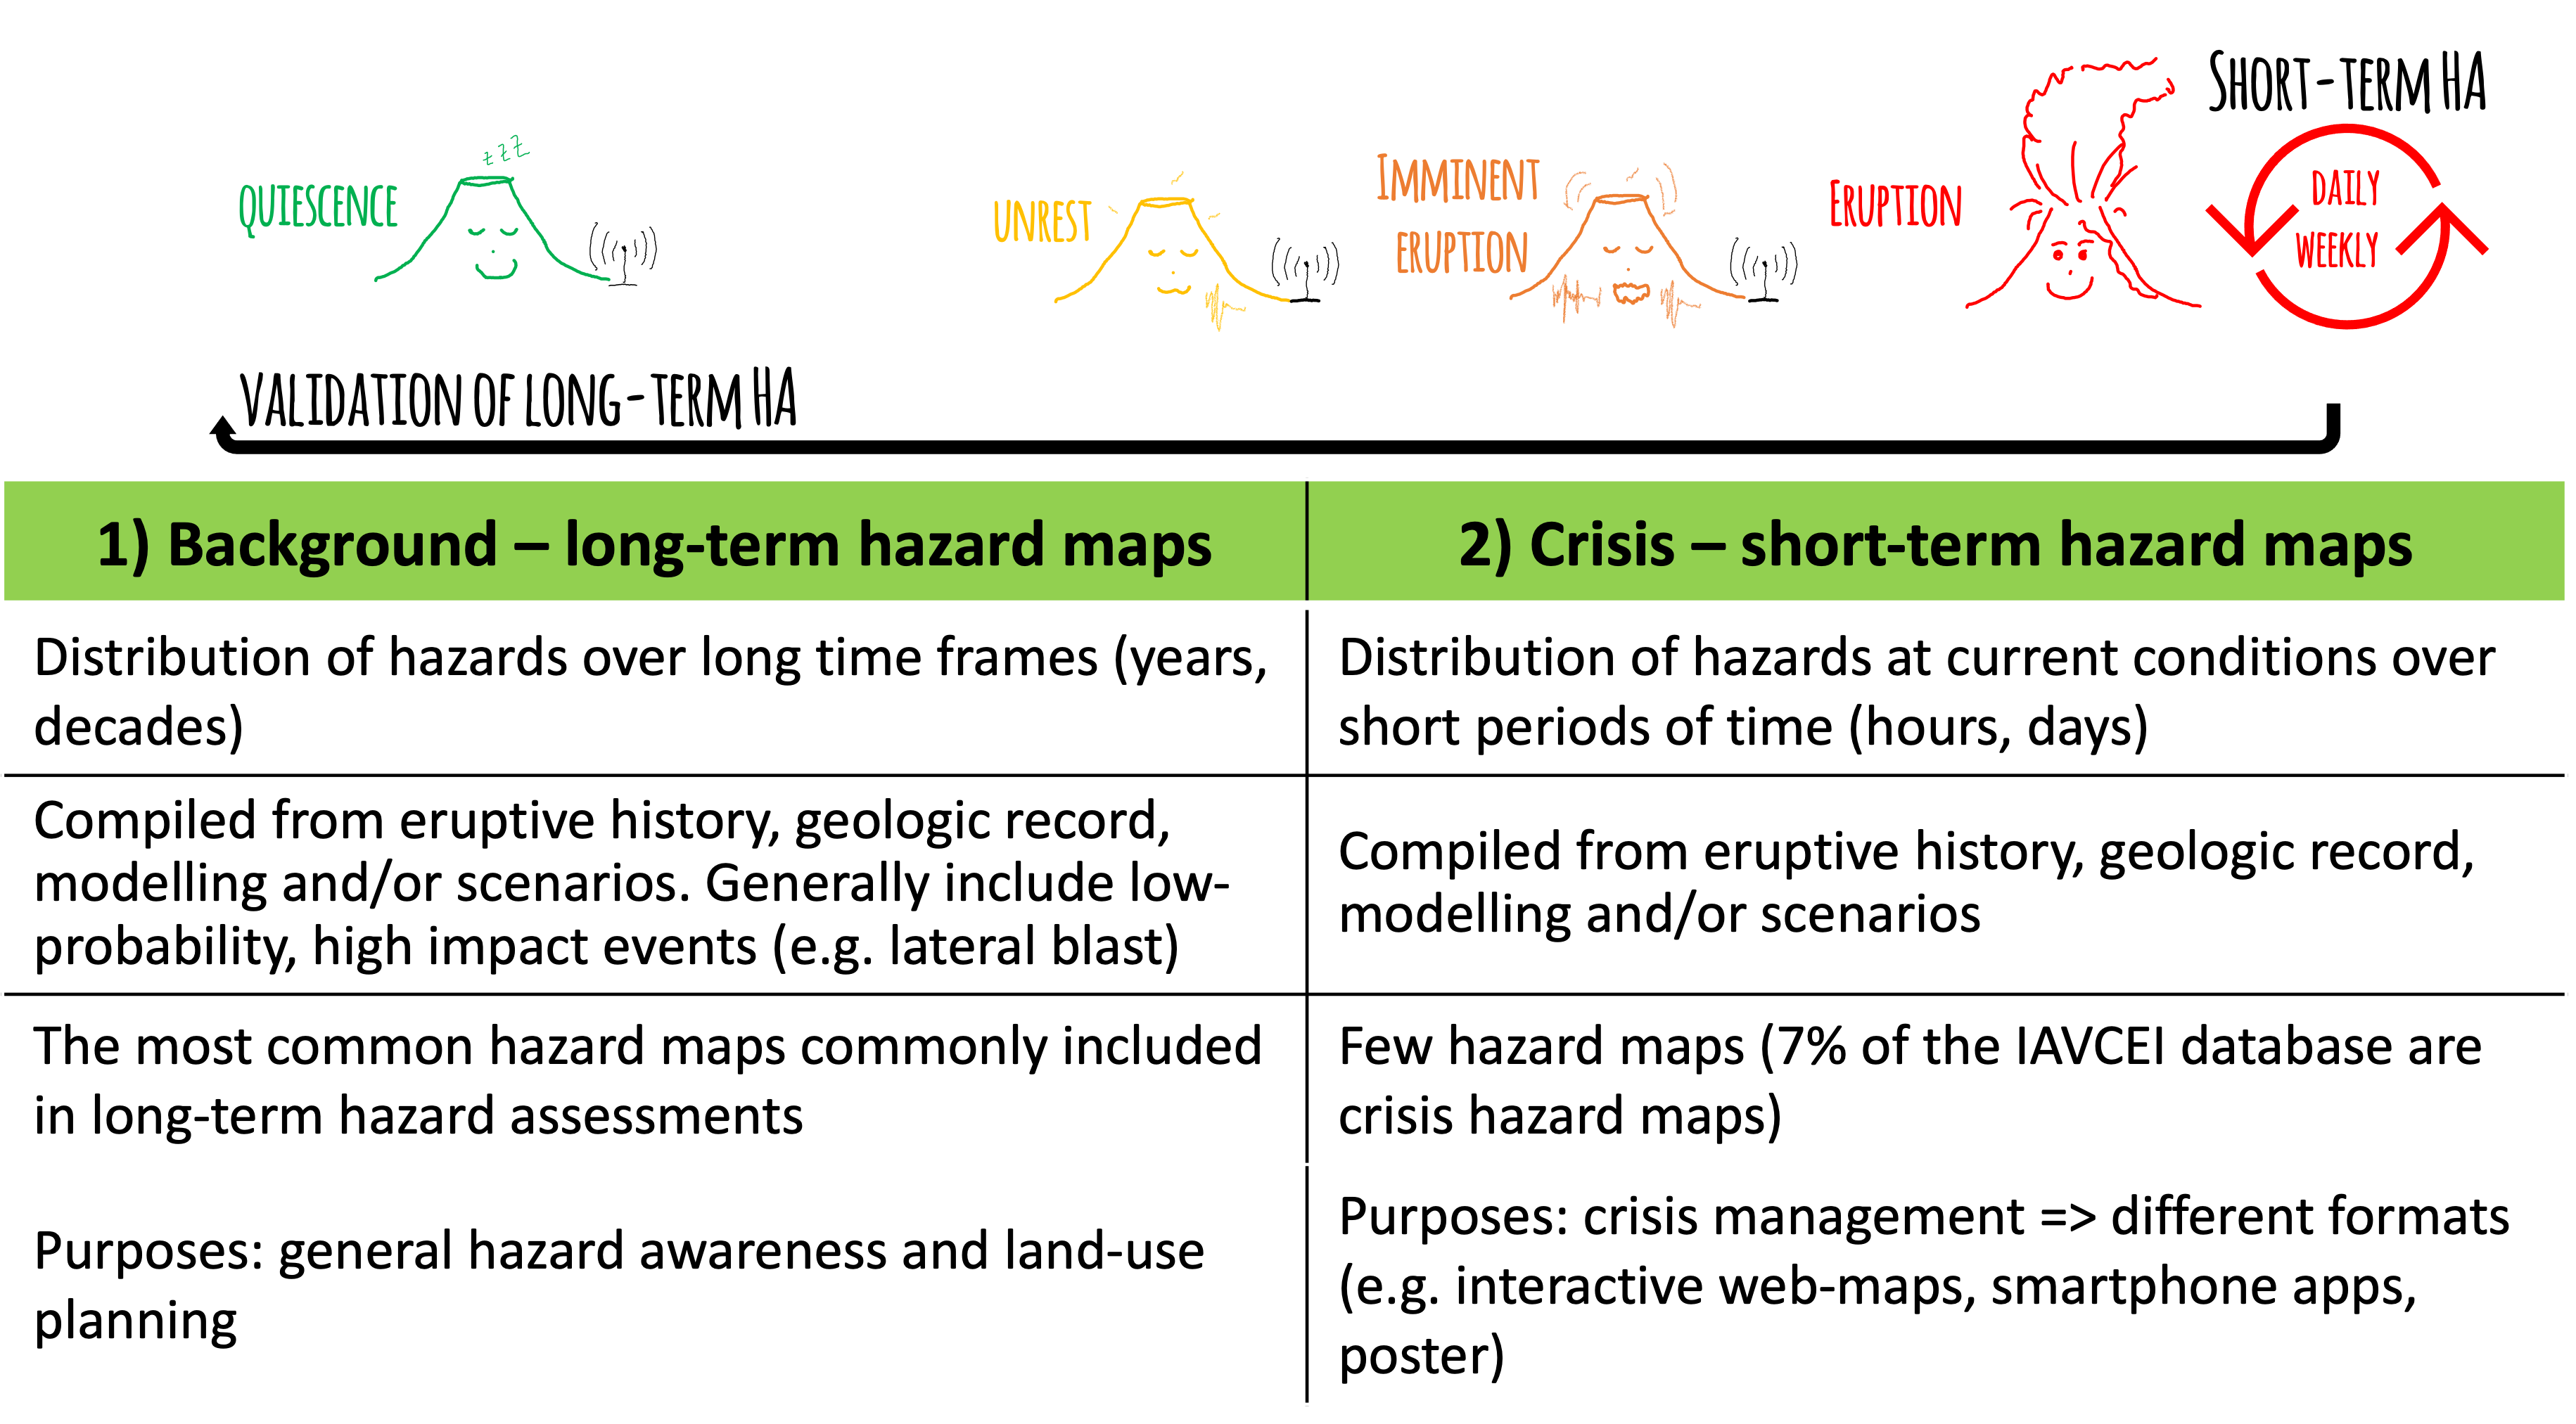 zzz
QUIESCENCE
UNREST
IMMINENT
ERUPTION
ERUPTION
SHORT-TERM HA
DAILY
WEEKLY
VALIDATION OF LONG-TERM HA
1) Background – long-term hazard maps
2) Crisis – short-term hazard maps
Distribution of hazards over long time frames (years,
decades)
Distribution of hazards at current conditions over
short periods of time (hours, days)
Compiled from eruptive history, geologic record,
modelling and/or scenarios. Generally include low-
probability, high impact events (e.g. lateral blast)
Compiled from eruptive history, geologic record,
modelling and/or scenarios
The most common hazard maps commonly included
in long-term hazard assessments
Few hazard maps (7% of the IAVCEI database are
crisis hazard maps)
Purposes: general hazard awareness and land-use
planning
Purposes: crisis management => different formats
(e.g. interactive web-maps, smartphone apps,
poster)